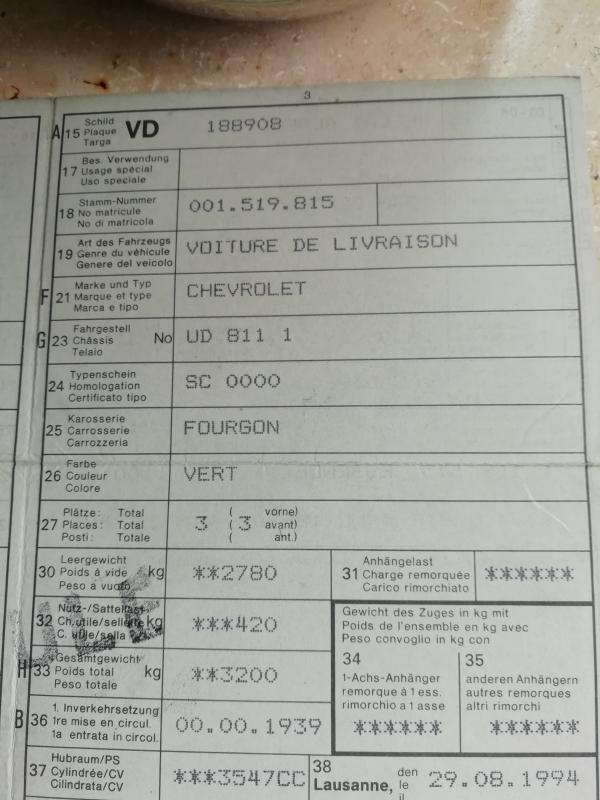 3
A 15 Schild
Plaque
Targa
VD 188908
17 Bes. Verwendung
Usage spécial
Uso speciale
18 Stamm-Nummer
No matricule
No di matricola
001.519.815
19 Art des Fahrzeugs
Genre du véhicule
Genere del veicolo
VOITURE DE LIVRAISON
F 21 Marke und Typ
Marque et type
Marca e tipo
CHEVROLET
G 23 Fahrgestell
Châssis No
Telaio
UD 811 1
24 Typenschein
Homologation
Certificato tipo
SC 0000
25 Karosserie
Carrosserie
Carrozzeria
FOURGON
26 Farbe
Couleur
Colore
VERT
27 Plätze: Total ( vorne)
Places: Total ( avant)
Posti: Totale ( ant.)
3 3
30 Leergewicht
Poids à vide kg
Peso a vuoto
**2780
31 Anhängelast
Charge remorquée
Carico rimorchiato
******
32 Nutz-/Sattellast
Ch. utile/sellette kg
C. utile/sella
***420
H 33 Gesamtgewicht
Poids total kg
Peso totale
**3200
Gewicht des Zuges in kg mit
Poids de l'ensemble en kg avec
Peso convoglio in kg con
34
1-Achs-Anhänger
remorque à 1 ess.
rimorchio a 1 asse
******
35
anderen Anhängern
autres remorques
altri rimorchi
******
B 36 1. Inverkehrsetzung
1re mise en circul.
1a entrata in circol.
00.00.1939
37 Hubraum/PS
Cylindrée/CV
Cilindrata/CV
***3547CC
38
Lausanne, den
le
il
29.08.1994